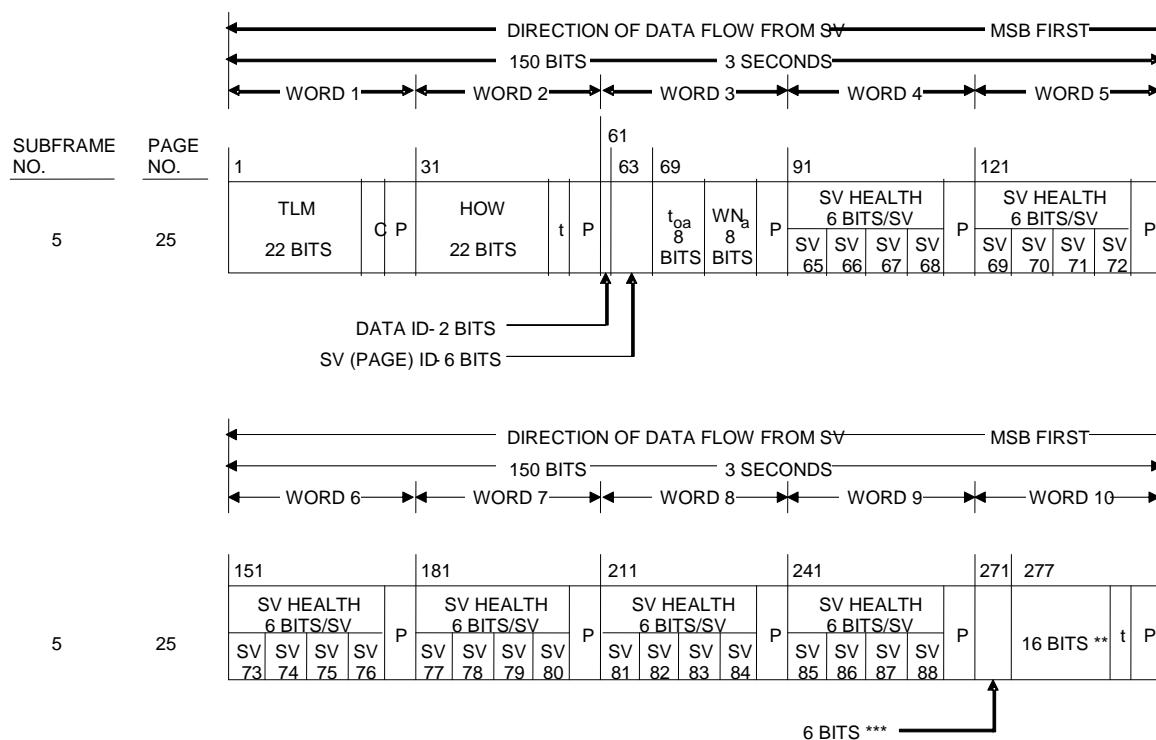 DIRECTION OF DATA FLOW FROM SV MSB FIRST
150 BITS 3 SECONDS
WORD 1 WORD 2 WORD 3 WORD 4 WORD 5
SUBFRAME NO. PAGE NO.
61
1 31 63 69 91 121
5 25
TLM 22 BITS C P
HOW 22 BITS t P
toa 8 BITS WNa 8 BITS P
SV HEALTH 6 BITS/SV SV 65 SV 66 SV 67 SV 68 P
SV HEALTH 6 BITS/SV SV 69 SV 70 SV 71 SV 72 P
DATA ID- 2 BITS
SV (PAGE) ID- 6 BITS
DIRECTION OF DATA FLOW FROM SV MSB FIRST
150 BITS 3 SECONDS
WORD 6 WORD 7 WORD 8 WORD 9 WORD 10
151 181 211 241 271 277
5 25
SV HEALTH 6 BITS/SV SV 73 SV 74 SV 75 SV 76 P
SV HEALTH 6 BITS/SV SV 77 SV 78 SV 79 SV 80 P
SV HEALTH 6 BITS/SV SV 81 SV 82 SV 83 SV 84 P
SV HEALTH 6 BITS/SV SV 85 SV 86 SV 87 SV 88 P
16 BITS ** t P
6 BITS ***